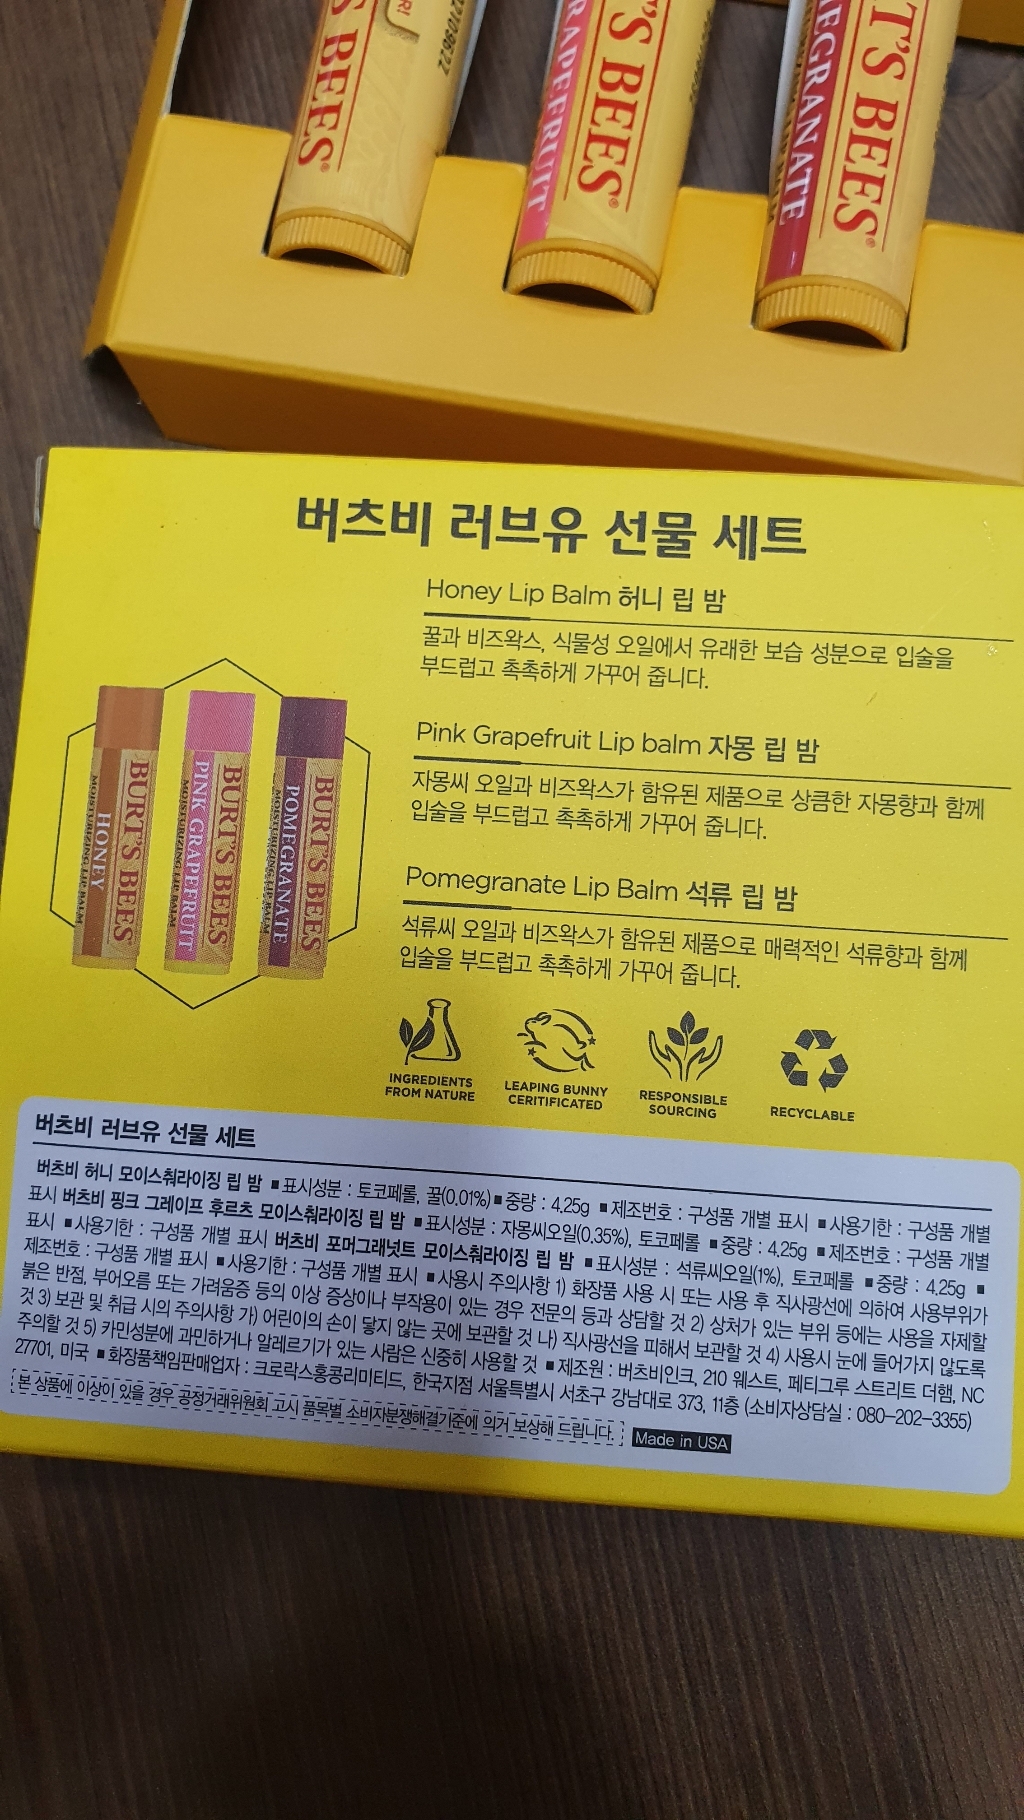 S BEES®
22109622
RAPEFRUIT
'S BEES®
EGRANATE
T'S BEES®
버츠비 러브유 선물 세트
Honey Lip Balm 허니 립 밤
꿀과 비즈왁스, 식물성 오일에서 유래한 보습 성분으로 입술을
부드럽고 촉촉하게 가꾸어 줍니다.
Pink Grapefruit Lip balm 자몽 립 밤
자몽씨 오일과 비즈왁스가 함유된 제품으로 상큼한 자몽향과 함께
입술을 부드럽고 촉촉하게 가꾸어 줍니다.
Pomegranate Lip Balm 석류 립 밤
석류씨 오일과 비즈왁스가 함유된 제품으로 매력적인 석류향과 함께
입술을 부드럽고 촉촉하게 가꾸어 줍니다.
BURT'S BEES
HONEY
MOISTURIZING LIP BALM
BURT'S BEES
PINK GRAPEFRUIT
MOISTURIZING LIP BALM
BURT'S BEES
POMEGRANATE
MOISTURIZING LIP BALM
INGREDIENTS
FROM NATURE
LEAPING BUNNY
CERITIFICATED
RESPONSIBLE
SOURCING
RECYCLABLE
버츠비 러브유 선물 세트
버츠비 허니 모이스춰라이징 립 밤 ■표시성분 : 토코페롤, 꿀(0.01%)■중량 : 4.25g ■제조번호 : 구성품 개별 표시 ■사용기한 : 구성품 개별
표시 버츠비 핑크 그레이프 후르츠 모이스춰라이징 립 밤 ■표시성분 : 자몽씨오일(0.35%), 토코페롤 ■중량 : 4.25g ■제조번호 : 구성품 개별
표시 ■사용기한 : 구성품 개별 표시 버츠비 포머그래넛트 모이스춰라이징 립 밤 ■표시성분 : 석류씨오일(1%), 토코페롤 ■중량 : 4.25g ■
제조번호 : 구성품 개별 표시 ■사용기한 : 구성품 개별 표시 ■사용시 주의사항 1) 화장품 사용 시 또는 사용 후 직사광선에 의하여 사용부위가
붉은 반점, 부어오름 또는 가려움증 등의 이상 증상이나 부작용이 있는 경우 전문의 등과 상담할 것 2) 상처가 있는 부위 등에는 사용을 자제할
것 3) 보관 및 취급 시의 주의사항 가) 어린이의 손이 닿지 않는 곳에 보관할 것 나) 직사광선을 피해서 보관할 것 4) 사용시 눈에 들어가지 않도록
주의할 것 5) 카민성분에 과민하거나 알레르기가 있는 사람은 신중히 사용할 것 ■제조원 : 버츠비인크, 210 웨스트, 페티그루 스트리트 더햄, NC
27701, 미국 ■화장품책임판매업자 : 크로락스홍콩리미티드, 한국지점 서울특별시 서초구 강남대로 373, 11층 (소비자상담실 : 080-202-3355)
본 상품에 이상이 있을 경우 공정거래위원회 고시 품목별 소비자분쟁해결기준에 의거 보상해 드립니다.
Made in USA